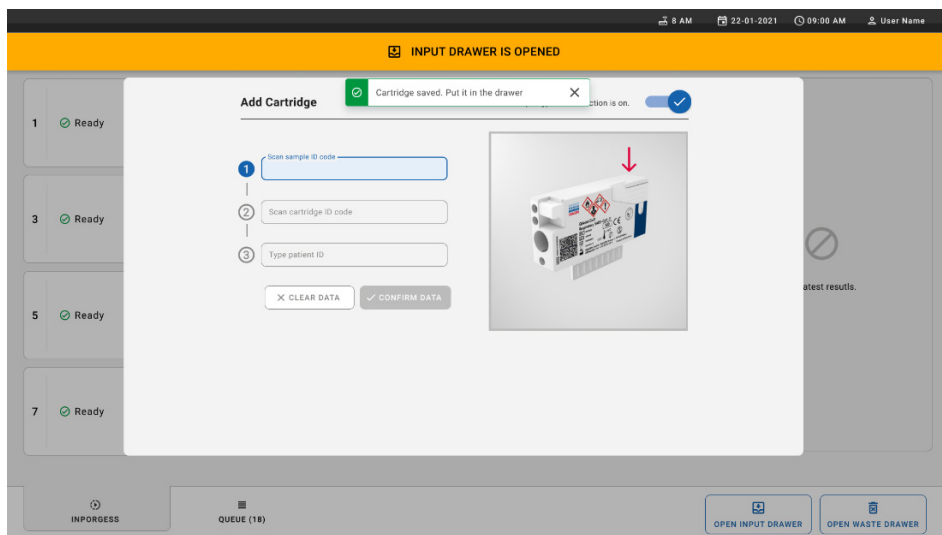 8 AM
22-01-2021
09:00 AM
User Name
INPUT DRAWER IS OPENED
Cartridge saved. Put it in the drawer
Add Cartridge
ction is on.
1 Ready
3 Ready
5 Ready
7 Ready
1 Scan sample ID code
2 Scan cartridge ID code
3 Type patient ID
CLEAR DATA
CONFIRM DATA
atest resutls.
INPORGESS
QUEUE (18)
OPEN INPUT DRAWER
OPEN WASTE DRAWER